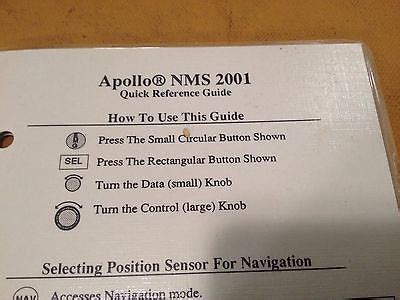 Apollo® NMS 2001
Quick Reference Guide
How To Use This Guide
Press The Small Circular Button Shown
SEL Press The Rectangular Button Shown
Turn the Data (small) Knob
Turn the Control (large) Knob
Selecting Position Sensor For Navigation
NAV Accesses Navigation mode.